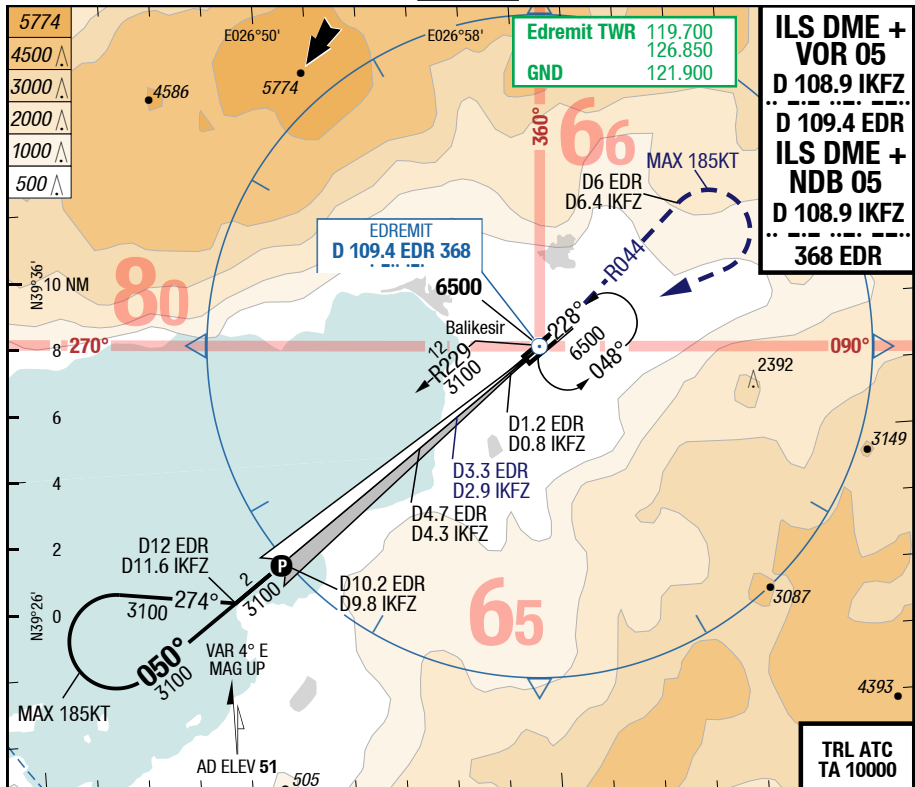 5774
4500
3000
2000
1000
500
E026°50'
E026°58'
4586
5774
Edremit TWR 119.700
126.850
GND 121.900
ILS DME +
VOR 05
D 108.9 IKFZ
D 109.4 EDR
ILS DME +
NDB 05
D 108.9 IKFZ
368 EDR
360°
66
MAX 185KT
D6 EDR
D6.4 IKFZ
R044
EDREMIT
D 109.4 EDR 368
N39°36'
10 NM
80
6500
Balikesir
228°
6500
048°
270°
090°
8
12
R229
3100
2392
6
D1.2 EDR
D0.8 IKFZ
3149
4
D3.3 EDR
D2.9 IKFZ
D4.7 EDR
D4.3 IKFZ
2
D12 EDR
D11.6 IKFZ
P
2
3100
D10.2 EDR
D9.8 IKFZ
3087
N39°26'
0
3100
274°
65
050°
3100
VAR 4° E
MAG UP
MAX 185KT
4393
AD ELEV 51
505
TRL ATC
TA 10000